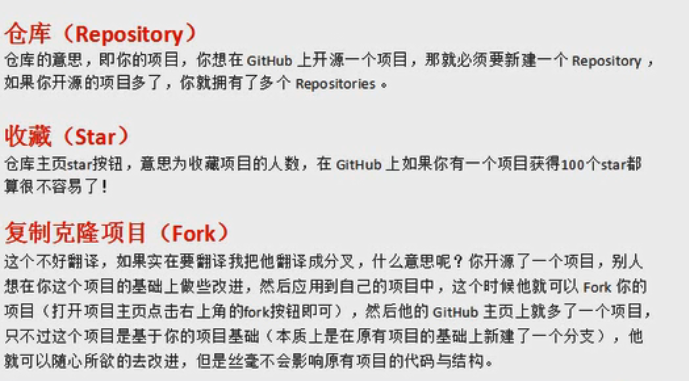 仓库（Repository）
仓库的意思，即你的项目，你想在 GitHub 上开源一个项目，那就必须要新建一个 Repository ，
如果你开源的项目多了，你就拥有了多个 Repositories 。
收藏（Star）
仓库主页star按钮，意思为收藏项目的人数，在 GitHub 上如果你有一个项目获得100个star都
算很不容易了！
复制克隆项目（Fork）
这个不好翻译，如果实在要翻译我把他翻译成分叉，什么意思呢？你开源了一个项目，别人
想在你这个项目的基础上做些改进，然后应用到自己的项目中，这个时候他就可以 Fork 你的
项目（打开项目主页点击右上角的fork按钮即可），然后他的 GitHub 主页上就多了一个项目，
只不过这个项目是基于你的项目基础（本质上是在原有项目的基础上新建了一个分支），他
就可以随心所欲的去改进，但是丝毫不会影响原有项目的代码与结构。